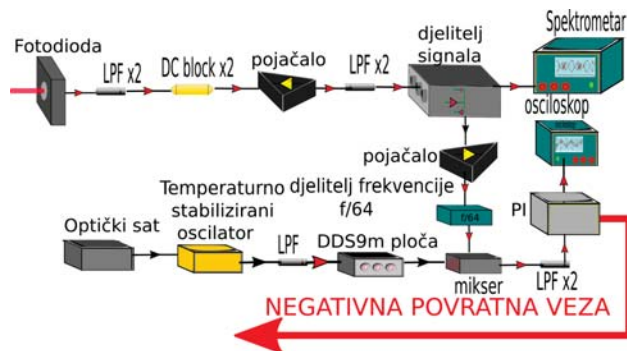 Fotodioda
LPF x2
DC block x2
pojačalo
LPF x2
djelitelj
signala
Spektrometar
osciloskop
pojačalo
djelitelj frekvencije
f/64
f/64
PI
Optički sat
Temperaturno
stabilizirani
oscilator
LPF
DDS9m ploča
mikser
LPF x2
NEGATIVNA POVRATNA VEZA